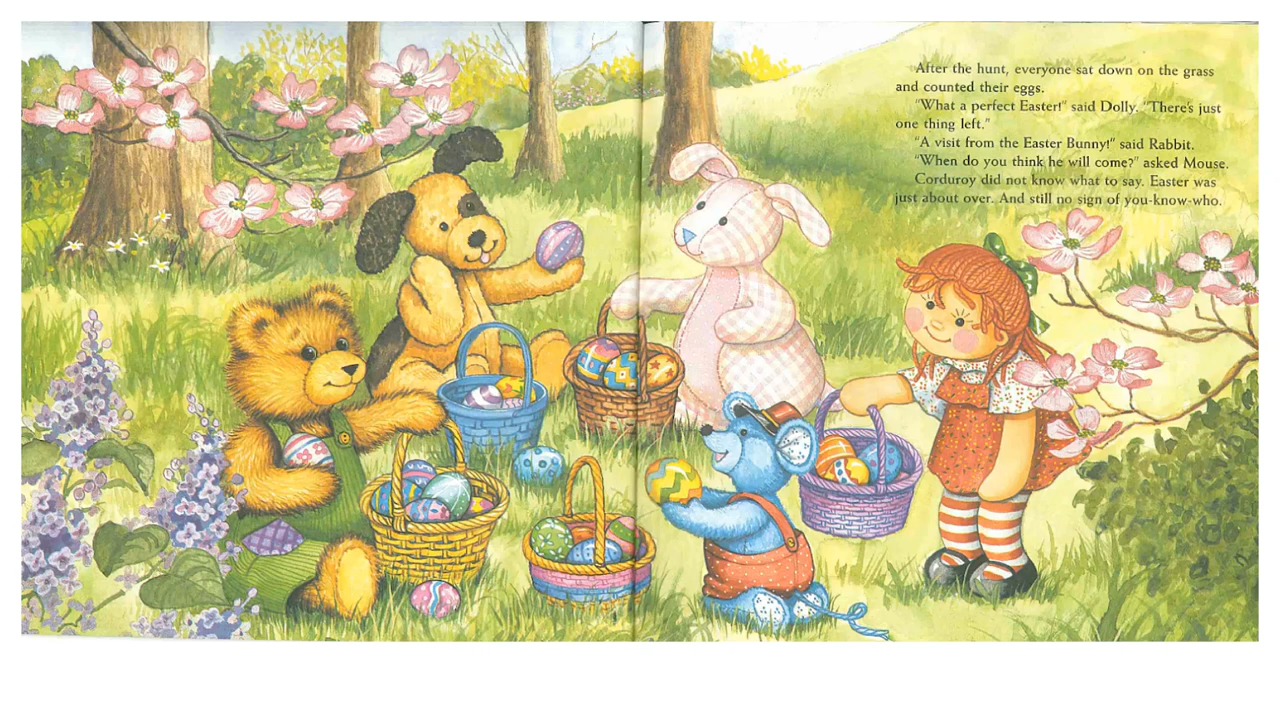 After the hunt, everyone sat down on the grass
and counted their eggs.
"What a perfect Easter!" said Dolly. "There's just
one thing left."
"A visit from the Easter Bunny!" said Rabbit.
"When do you think he will come?" asked Mouse.
Corduroy did not know what to say. Easter was
just about over. And still no sign of you-know-who.